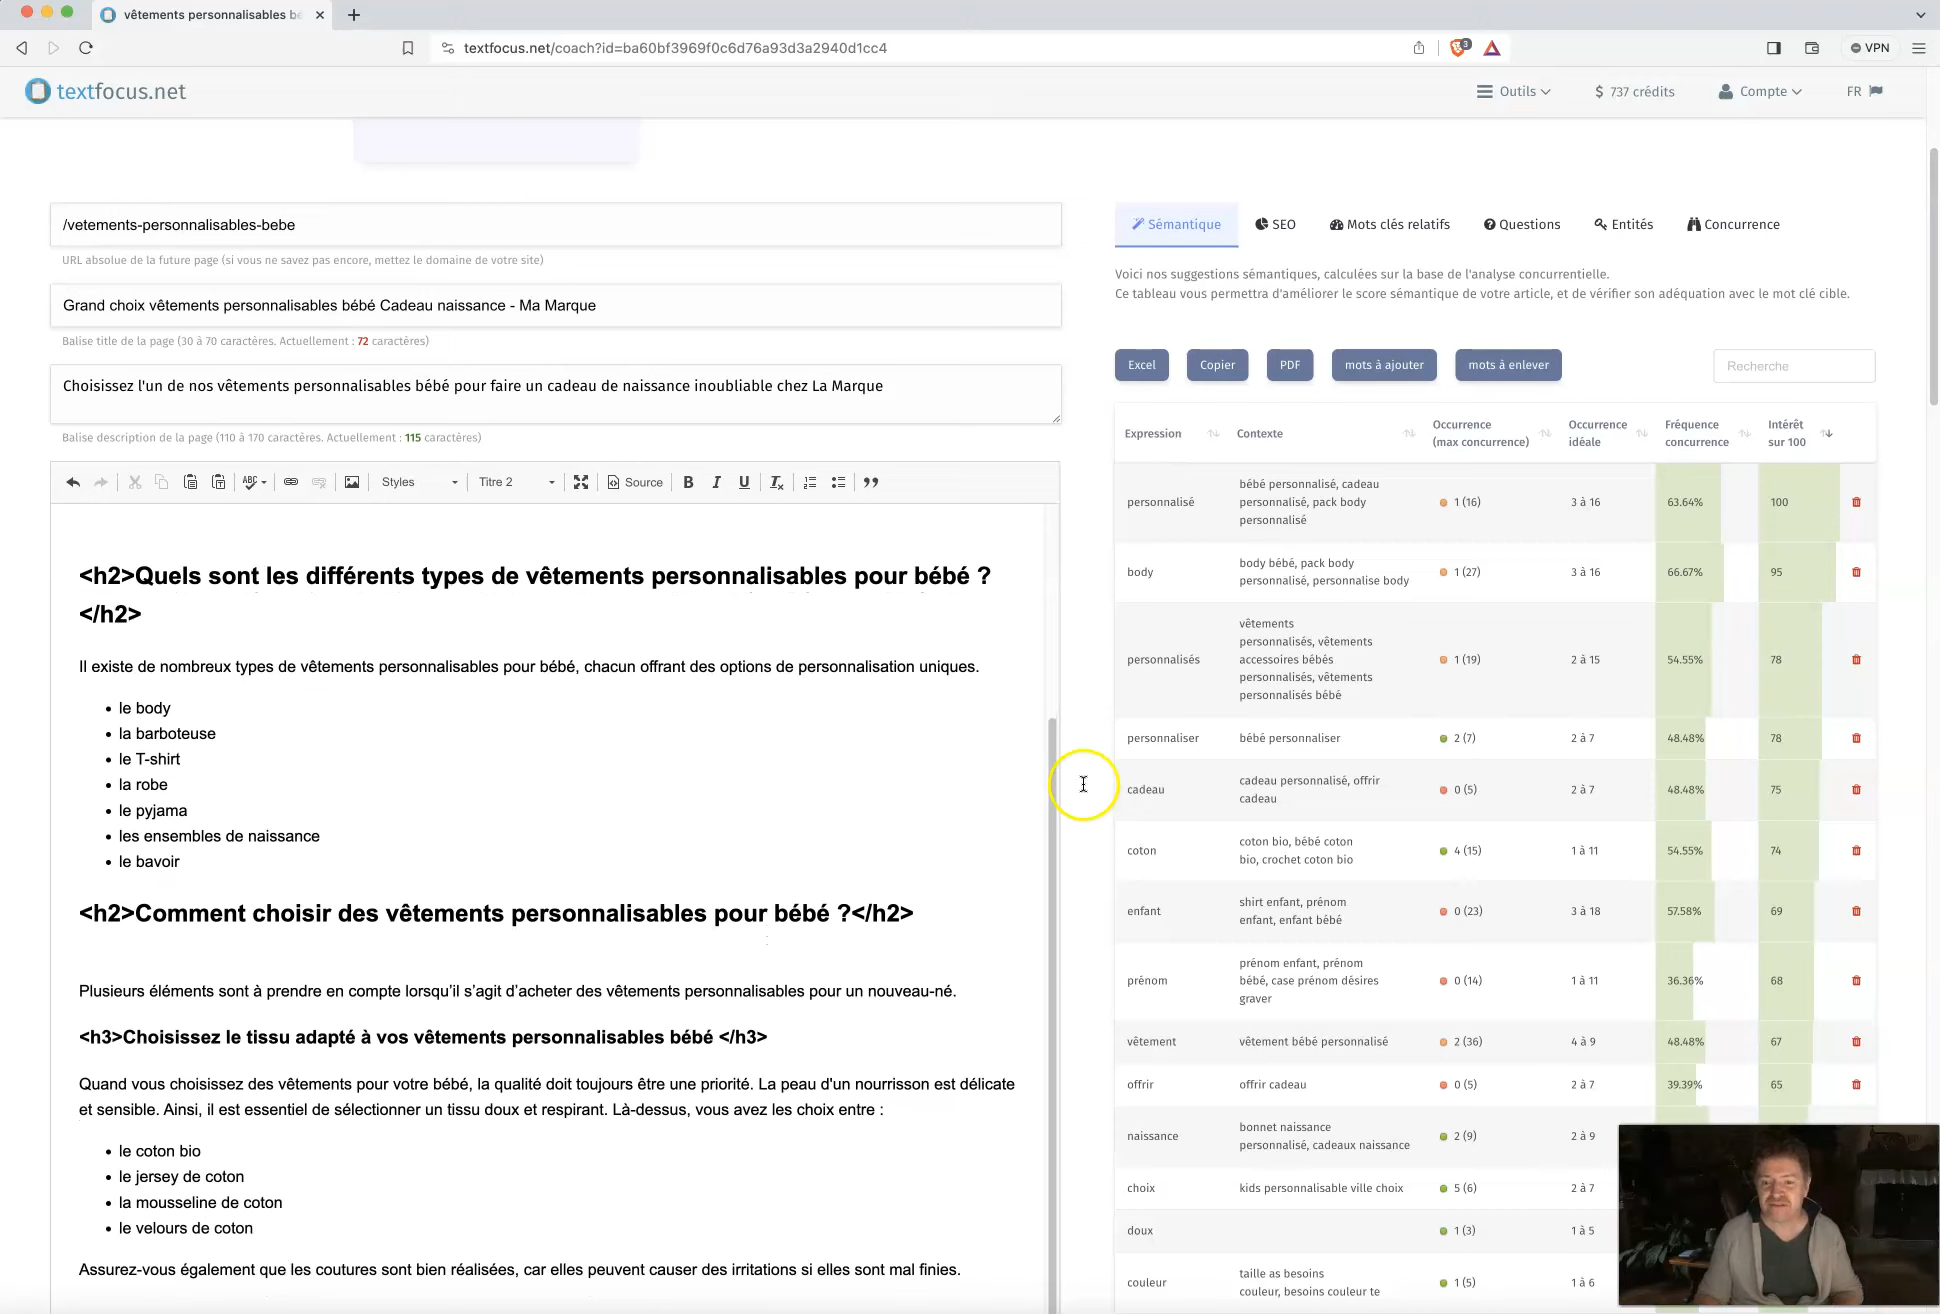 vêtements personnalisables bé
textfocus.net/coach?id=ba60bf3969f0c6d76a93d3a2940d1cc4
3
VPN
textfocus.net
Outils
$ 737 crédits
Compte
FR
/vetements-personnalisables-bebe
URL absolue de la future page (si vous ne savez pas encore, mettez le domaine de votre site)
Grand choix vêtements personnalisables bébé Cadeau naissance - Ma Marque
Balise title de la page (30 à 70 caractères. Actuellement : 72 caractères)
Choisissez l'un de nos vêtements personnalisables bébé pour faire un cadeau de naissance inoubliable chez La Marque
Balise description de la page (110 à 170 caractères. Actuellement : 115 caractères)
ABC
Styles
Titre 2
Source
B I U Tx
<h2>Quels sont les différents types de vêtements personnalisables pour bébé ?
</h2>
Il existe de nombreux types de vêtements personnalisables pour bébé, chacun offrant des options de personnalisation uniques.
• le body
• la barboteuse
• le T-shirt
• la robe
• le pyjama
• les ensembles de naissance
• le bavoir
<h2>Comment choisir des vêtements personnalisables pour bébé ?</h2>
Plusieurs éléments sont à prendre en compte lorsqu’il s’agit d’acheter des vêtements personnalisables pour un nouveau-né.
<h3>Choisissez le tissu adapté à vos vêtements personnalisables bébé </h3>
Quand vous choisissez des vêtements pour votre bébé, la qualité doit toujours être une priorité. La peau d'un nourrisson est délicate
et sensible. Ainsi, il est essentiel de sélectionner un tissu doux et respirant. Là-dessus, vous avez les choix entre :
• le coton bio
• le jersey de coton
• la mousseline de coton
• le velours de coton
Assurez-vous également que les coutures sont bien réalisées, car elles peuvent causer des irritations si elles sont mal finies.
Sémantique
SEO
Mots clés relatifs
Questions
Entités
Concurrence
Voici nos suggestions sémantiques, calculées sur la base de l'analyse concurrentielle.
Ce tableau vous permettra d'améliorer le score sémantique de votre article, et de vérifier son adéquation avec le mot clé cible.
Excel
Copier
PDF
mots à ajouter
mots à enlever
Recherche
Expression
Contexte
Occurrence
(max concurrence)
Occurrence
idéale
Fréquence
concurrence
Intérêt
sur 100
personnalisé
bébé personnalisé, cadeau
personnalisé, pack body
personnalisé
1 (16)
3 à 16
63.64%
100
body
body bébé, pack body
personnalisé, personnalise body
1 (27)
3 à 16
66.67%
95
personnalisés
vêtements
personnalisés, vêtements
accessoires bébés
personnalisés, vêtements
personnalisés bébé
1 (19)
2 à 15
54.55%
78
personnaliser
bébé personnaliser
2 (7)
2 à 7
48.48%
78
cadeau
cadeau personnalisé, offrir
cadeau
0 (5)
2 à 7
48.48%
75
coton
coton bio, bébé coton
bio, crochet coton bio
4 (15)
1 à 11
54.55%
74
enfant
shirt enfant, prénom
enfant, enfant bébé
0 (23)
3 à 18
57.58%
69
prénom
prénom enfant, prénom
bébé, case prénom désires
graver
0 (14)
1 à 11
36.36%
68
vêtement
vêtement bébé personnalisé
2 (36)
4 à 9
48.48%
67
offrir
offrir cadeau
0 (5)
2 à 7
39.39%
65
naissance
bonnet naissance
personnalisé, cadeaux naissance
2 (9)
2 à 9
choix
kids personnalisable ville choix
5 (6)
2 à 7
doux
1 (3)
1 à 5
couleur
taille as besoins
couleur, besoins couleur te
1 (5)
1 à 6